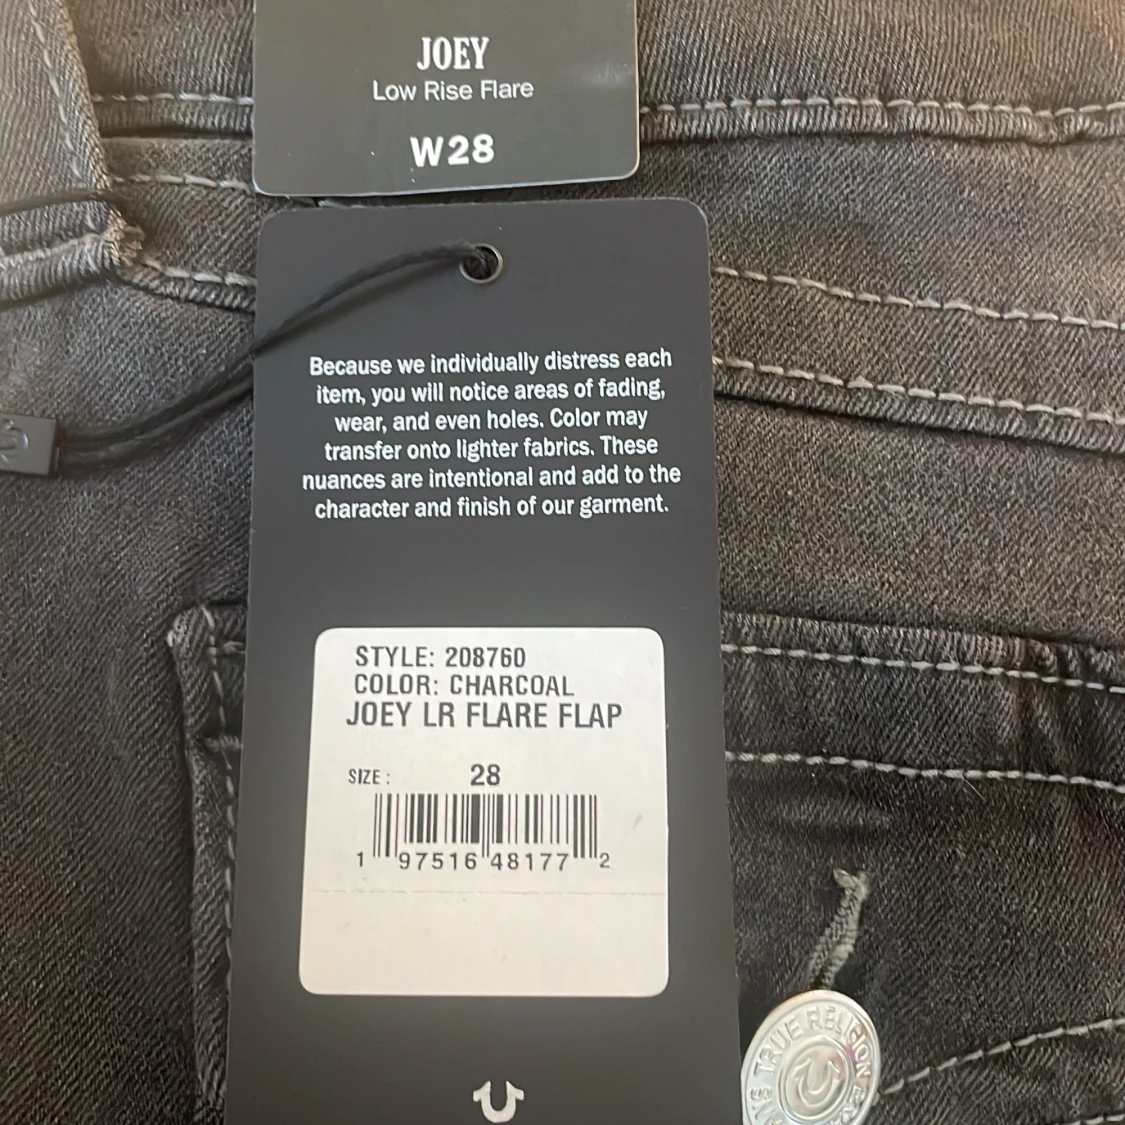 JOEY
Low Rise Flare
W28
Because we individually distress each
item, you will notice areas of fading,
wear, and even holes. Color may
transfer onto lighter fabrics. These
nuances are intentional and add to the
character and finish of our garment.
STYLE: 208760
COLOR: CHARCOAL
JOEY LR FLARE FLAP
SIZE: 28
1 97516 48177 2
TRUE RELIGION